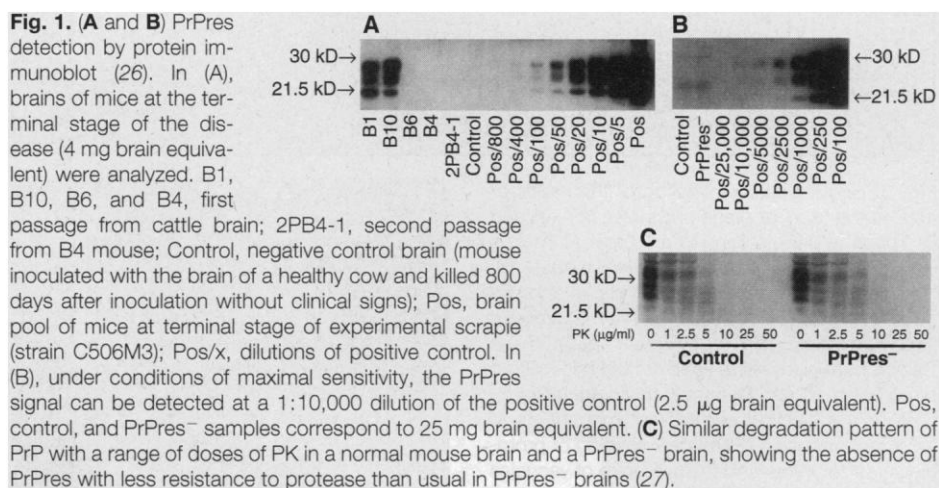 Fig. 1. (A and B) PrPres
detection by protein im-
munoblot (26). In (A),
brains of mice at the ter-
minal stage of the dis-
ease (4 mg brain equiva-
lent) were analyzed. B1,
B10, B6, and B4, first
passage from cattle brain; 2PB4-1, second passage
from B4 mouse; Control, negative control brain (mouse
inoculated with the brain of a healthy cow and killed 800
days after inoculation without clinical signs); Pos, brain
pool of mice at terminal stage of experimental scrapie
(strain C506M3); Pos/x, dilutions of positive control. In
(B), under conditions of maximal sensitivity, the PrPres
signal can be detected at a 1:10,000 dilution of the positive control (2.5 μg brain equivalent). Pos,
control, and PrPres⁻ samples correspond to 25 mg brain equivalent. (C) Similar degradation pattern of
PrP with a range of doses of PK in a normal mouse brain and a PrPres⁻ brain, showing the absence of
PrPres with less resistance to protease than usual in PrPres⁻ brains (27).
A
30 kD→
21.5 kD→
B1
B10
B6
B4
2PB4-1
Control
Pos/800
Pos/400
Pos/100
Pos/50
Pos/20
Pos/10
Pos/5
Pos
B
←30 kD
←21.5 kD
Control
PrPres⁻
Pos/25,000
Pos/10,000
Pos/5000
Pos/2500
Pos/1000
Pos/250
Pos/100
C
30 kD→
21.5 kD→
PK (μg/ml) 0 1 2.5 5 10 25 50 0 1 2.5 5 10 25 50
Control PrPres⁻